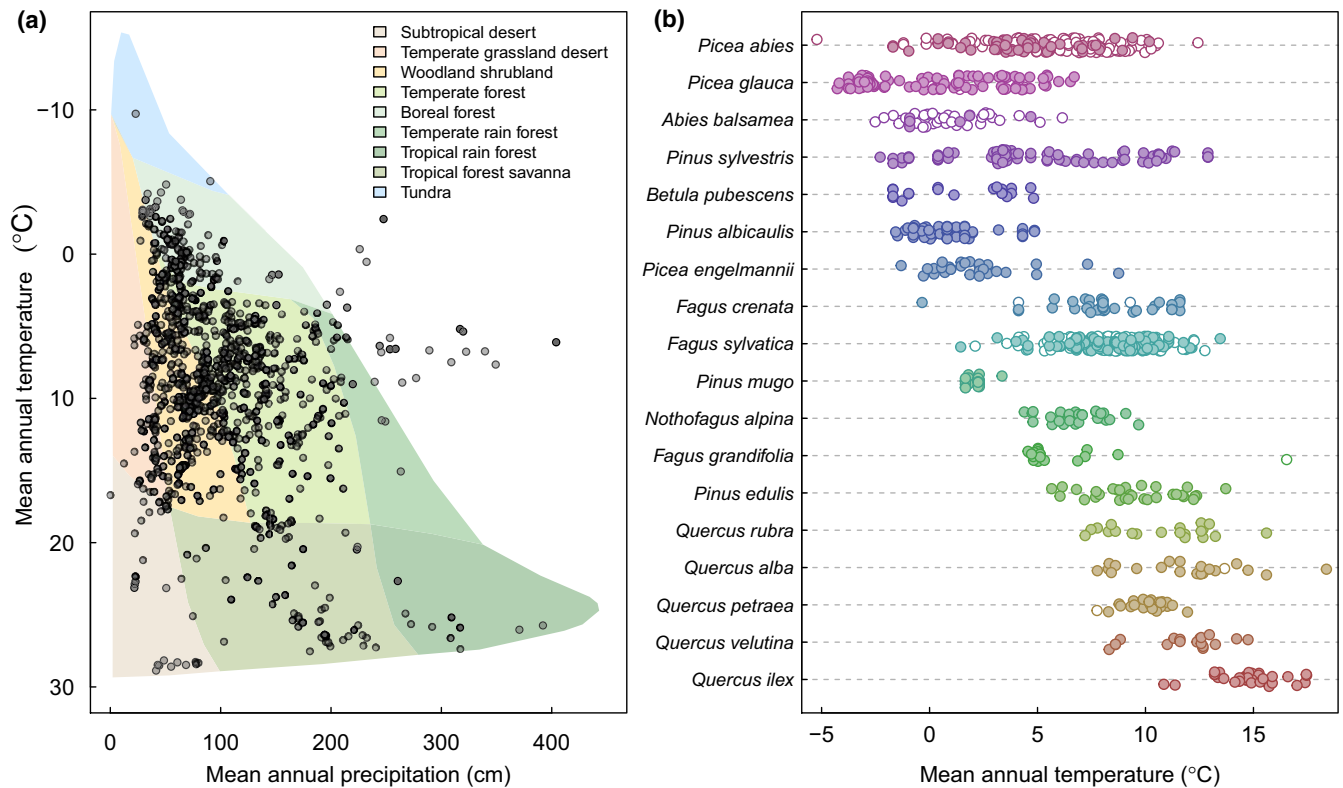 (a)
Subtropical desert
Temperate grassland desert
Woodland shrubland
Temperate forest
Boreal forest
Temperate rain forest
Tropical rain forest
Tropical forest savanna
Tundra
−10
0
10
20
30
Mean annual temperature (°C)
0
100
200
300
400
Mean annual precipitation (cm)
(b)
Picea abies
Picea glauca
Abies balsamea
Pinus sylvestris
Betula pubescens
Pinus albicaulis
Picea engelmannii
Fagus crenata
Fagus sylvatica
Pinus mugo
Nothofagus alpina
Fagus grandifolia
Pinus edulis
Quercus rubra
Quercus alba
Quercus petraea
Quercus velutina
Quercus ilex
−5
0
5
10
15
Mean annual temperature (°C)